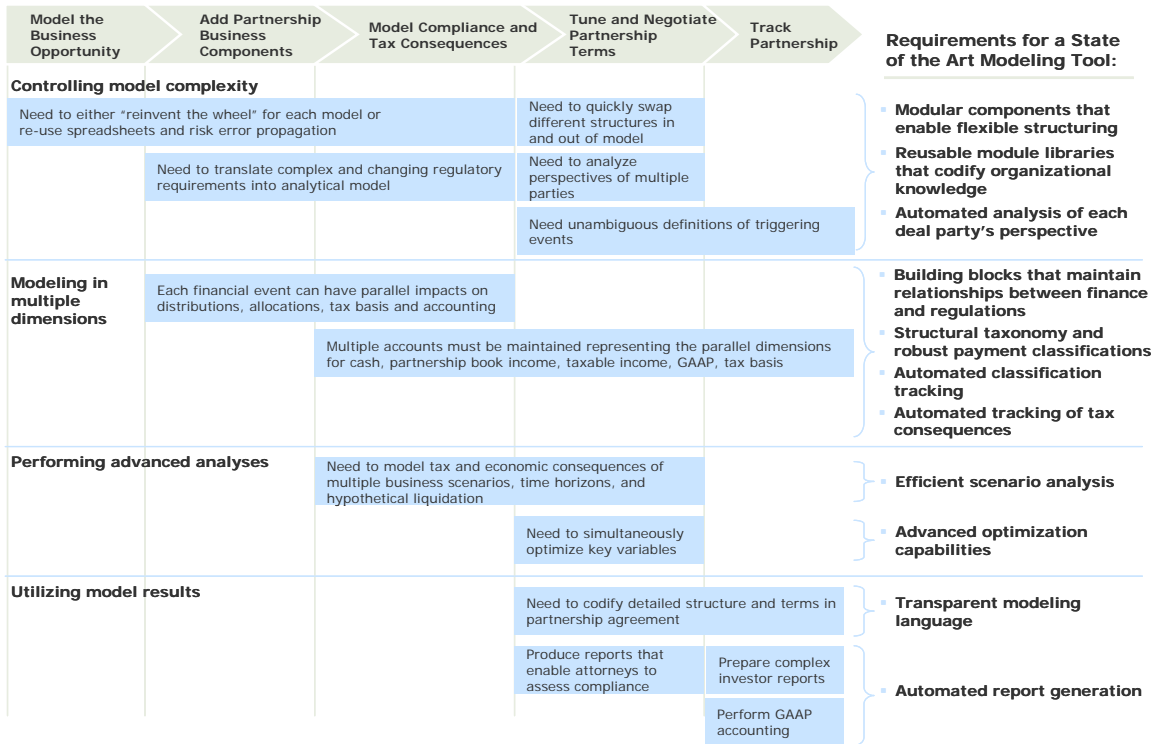 Model the
Business
Opportunity
Add Partnership
Business
Components
Model Compliance and
Tax Consequences
Tune and Negotiate
Partnership
Terms
Track
Partnership
Requirements for a State
of the Art Modeling Tool:
Controlling model complexity
Need to either “reinvent the wheel” for each model or
re-use spreadsheets and risk error propagation
Need to quickly swap
different structures in
and out of model
Need to translate complex and changing regulatory
requirements into analytical model
Need to analyze
perspectives of multiple
parties
Need unambiguous definitions of triggering
events
Modular components that
enable flexible structuring
Reusable module libraries
that codify organizational
knowledge
Automated analysis of each
deal party’s perspective
Modeling in
multiple
dimensions
Each financial event can have parallel impacts on
distributions, allocations, tax basis and accounting
Multiple accounts must be maintained representing the parallel dimensions
for cash, partnership book income, taxable income, GAAP, tax basis
Building blocks that maintain
relationships between finance
and regulations
Structural taxonomy and
robust payment classifications
Automated classification
tracking
Automated tracking of tax
consequences
Performing advanced analyses
Need to model tax and economic consequences of
multiple business scenarios, time horizons, and
hypothetical liquidation
Efficient scenario analysis
Need to simultaneously
optimize key variables
Advanced optimization
capabilities
Utilizing model results
Need to codify detailed structure and terms in
partnership agreement
Transparent modeling
language
Produce reports that
enable attorneys to
assess compliance
Prepare complex
investor reports
Perform GAAP
accounting
Automated report generation